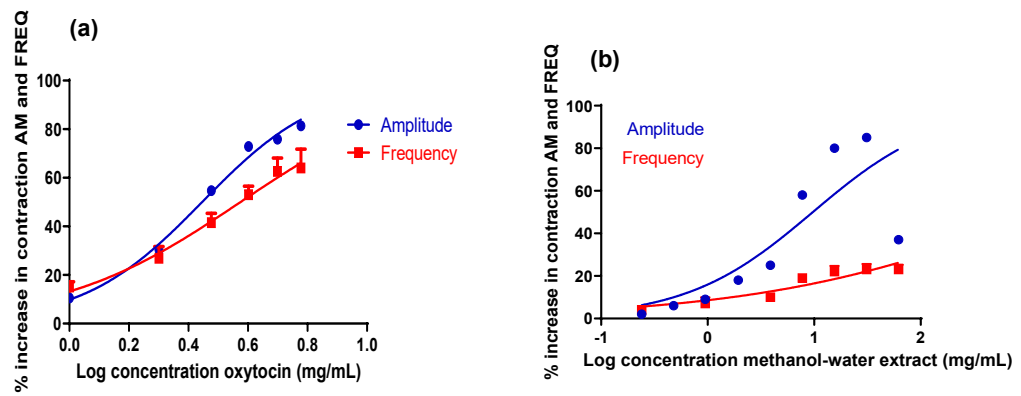 (a)
% increase in contraction AM and FREQ
100
80
60
40
20
0
0.0 0.2 0.4 0.6 0.8 1.0
Log concentration oxytocin (mg/mL)
Amplitude
Frequency
(b)
% increase in contraction AM and FREQ
100
80
60
40
20
0
-1 0 1 2
Log concentration methanol-water extract (mg/mL)
Amplitude
Frequency